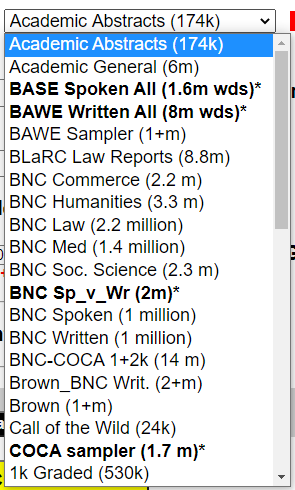 Academic Abstracts (174k)
Academic Abstracts (174k)
Academic General (6m)
BASE Spoken All (1.6m wds)*
BAWE Written All (8m wds)*
BAWE Sampler (1+m)
BLaRC Law Reports (8.8m)
BNC Commerce (2.2 m)
BNC Humanities (3.3 m)
BNC Law (2.2 million)
BNC Med (1.4 million)
BNC Soc. Science (2.3 m)
BNC Sp_v_Wr (2m)*
BNC Spoken (1 million)
BNC Written (1 million)
BNC-COCA 1+2k (14 m)
Brown_BNC Writ. (2+m)
Brown (1+m)
Call of the Wild (24k)
COCA sampler (1.7 m)*
1k Graded (530k)